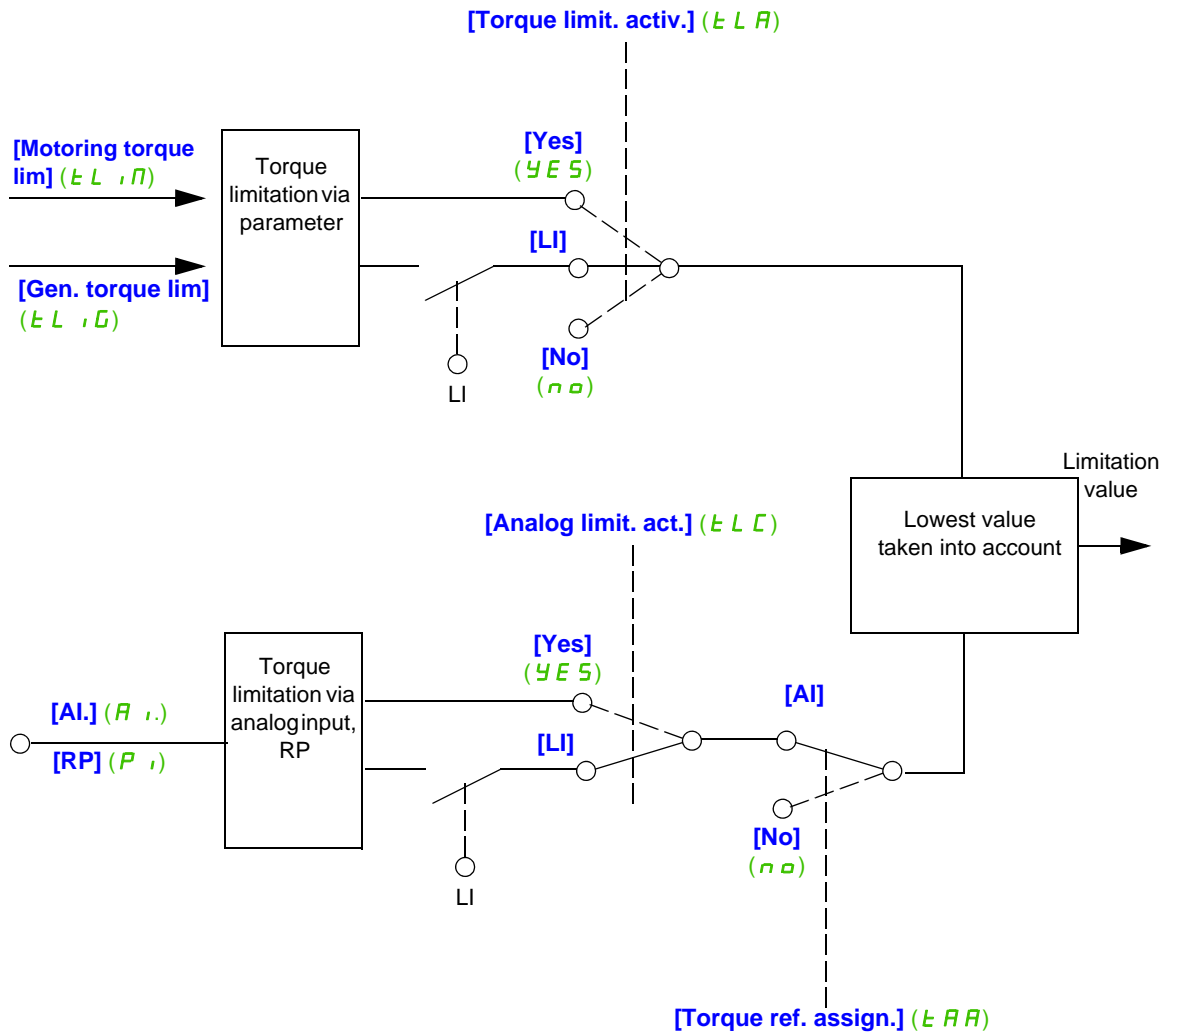 [Torque limit. activ.] (tLA)
[Motoring torque
lim] (tLiM)
Torque
limitation via
parameter
[Yes]
(YES)
[LI]
[Gen. torque lim]
(tLiG)
[No]
(no)
LI
Limitation
value
[Analog limit. act.] (tLC)
Lowest value
taken into account
[Yes]
(YES)
Torque
limitation via
analog input,
RP
[AI.] (Ai.)
[RP] (Pi)
[LI]
[AI]
[No]
(no)
LI
[Torque ref. assign.] (tAA)